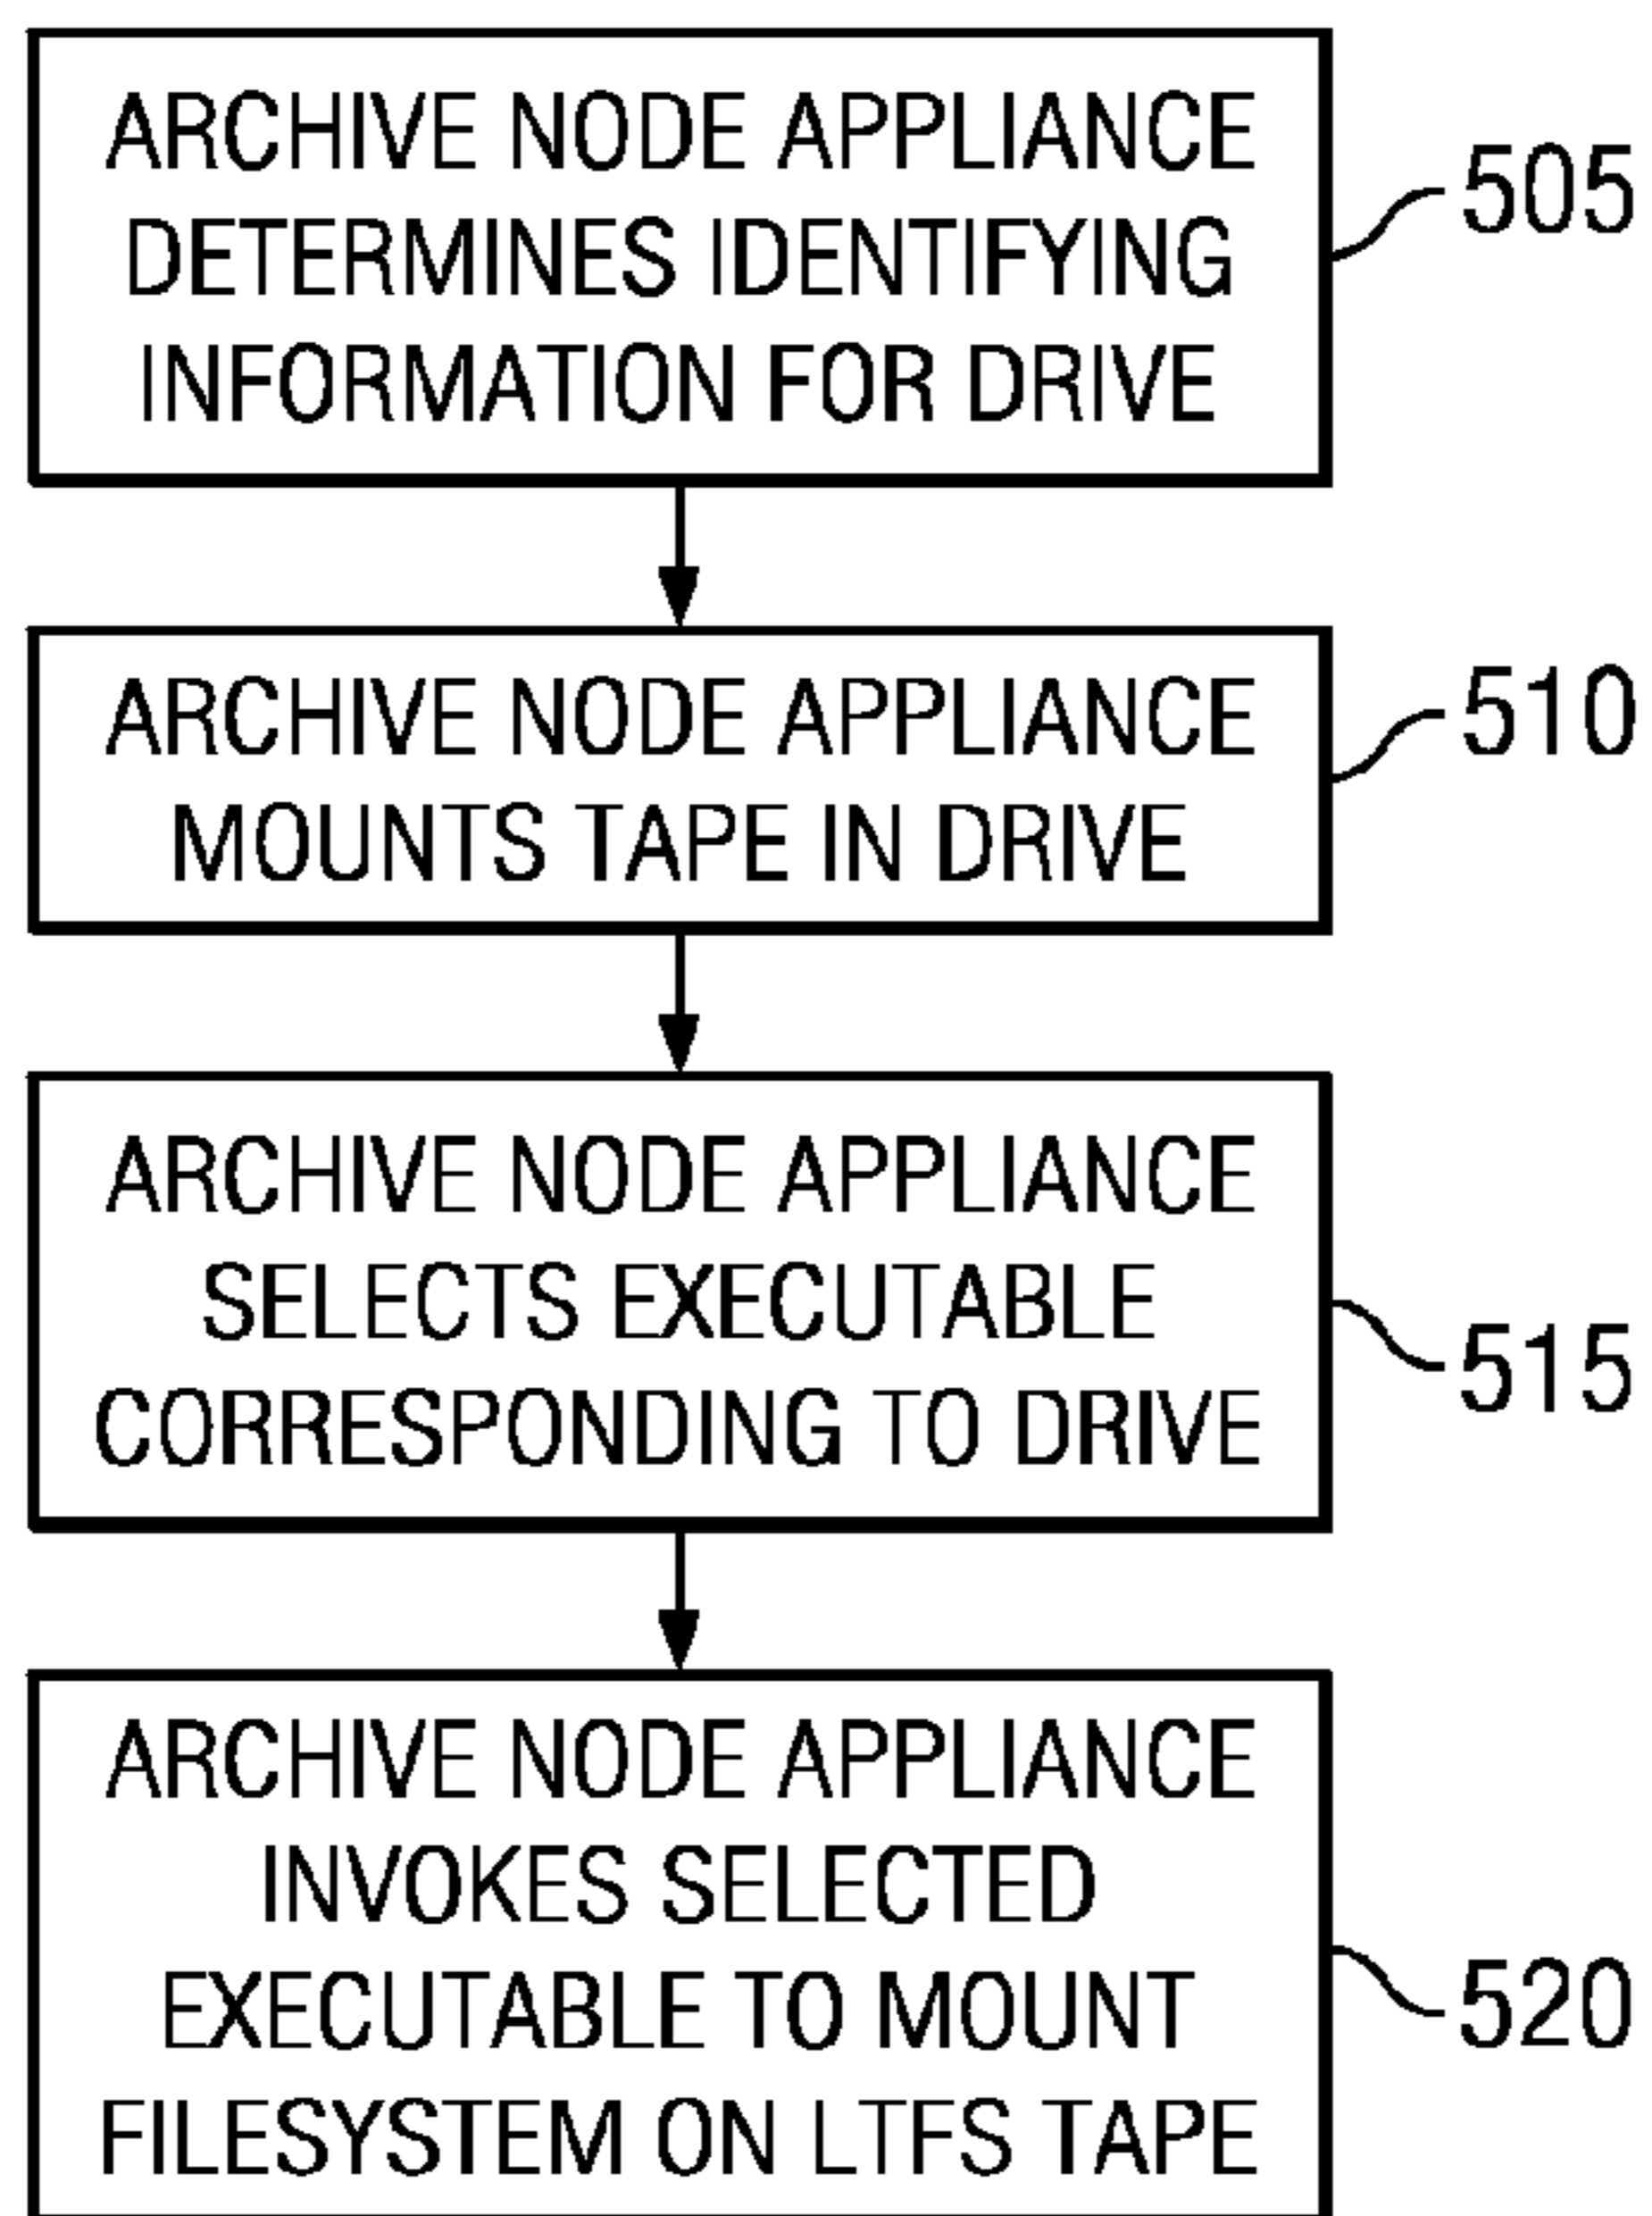 ARCHIVE NODE APPLIANCE
DETERMINES IDENTIFYING
INFORMATION FOR DRIVE
505
ARCHIVE NODE APPLIANCE
MOUNTS TAPE IN DRIVE
510
ARCHIVE NODE APPLIANCE
SELECTS EXECUTABLE
CORRESPONDING TO DRIVE
515
ARCHIVE NODE APPLIANCE
INVOKES SELECTED
EXECUTABLE TO MOUNT
FILESYSTEM ON LTFS TAPE
520